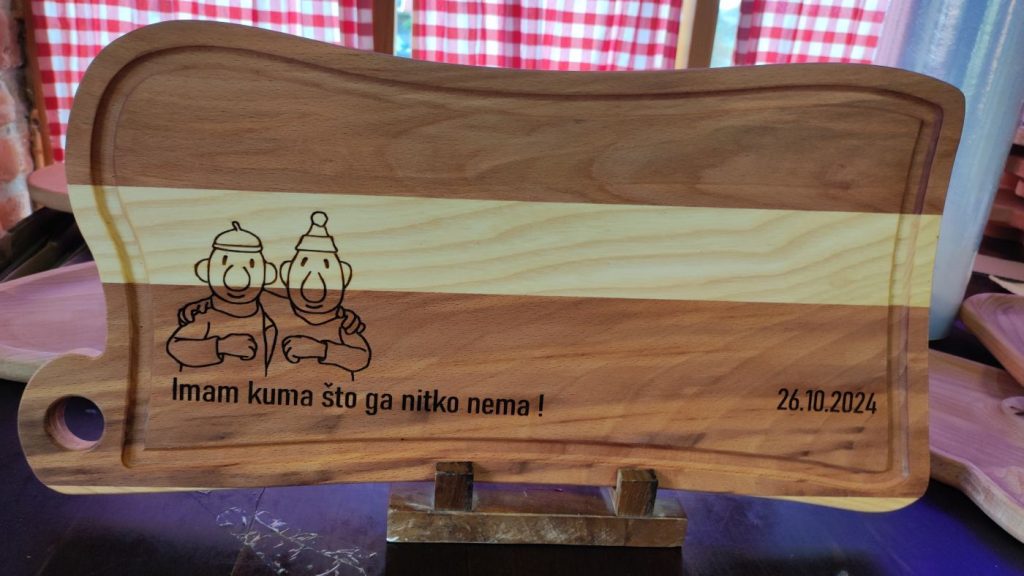 Imam kuma što ga nitko nema !
26.10.2024